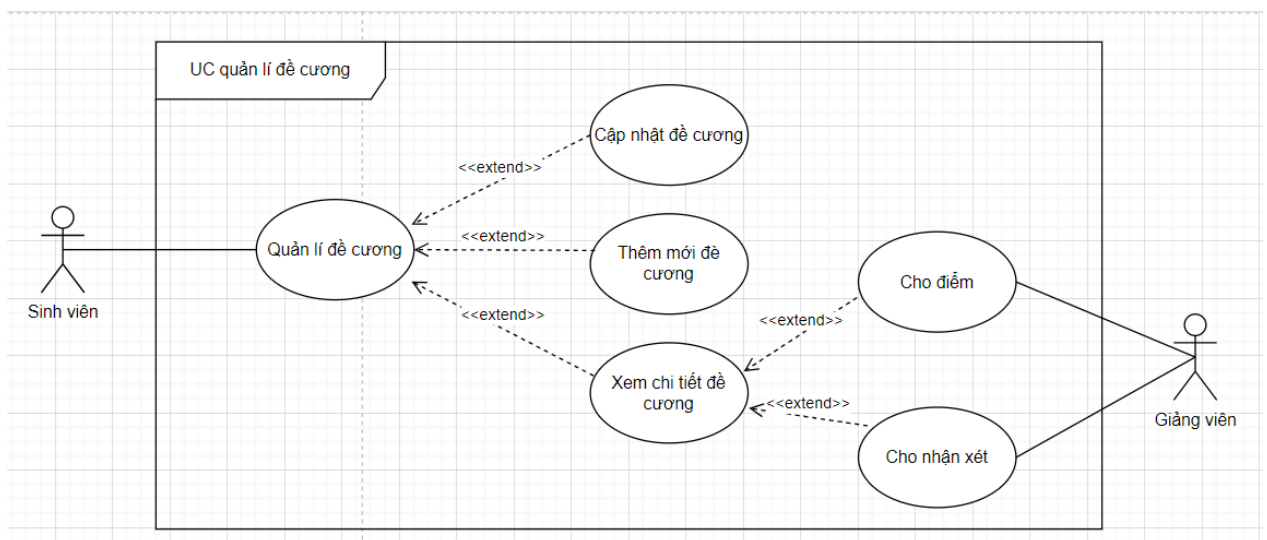 UC quản lí đề cương
Cập nhật đề cương
<<extend>>
Quản lí đề cương
<<extend>>
Thêm mới đè
cương
Sinh viên
<<extend>>
Xem chi tiết đề
cương
Cho điểm
<<extend>>
<<extend>>
Cho nhận xét
Giảng viên